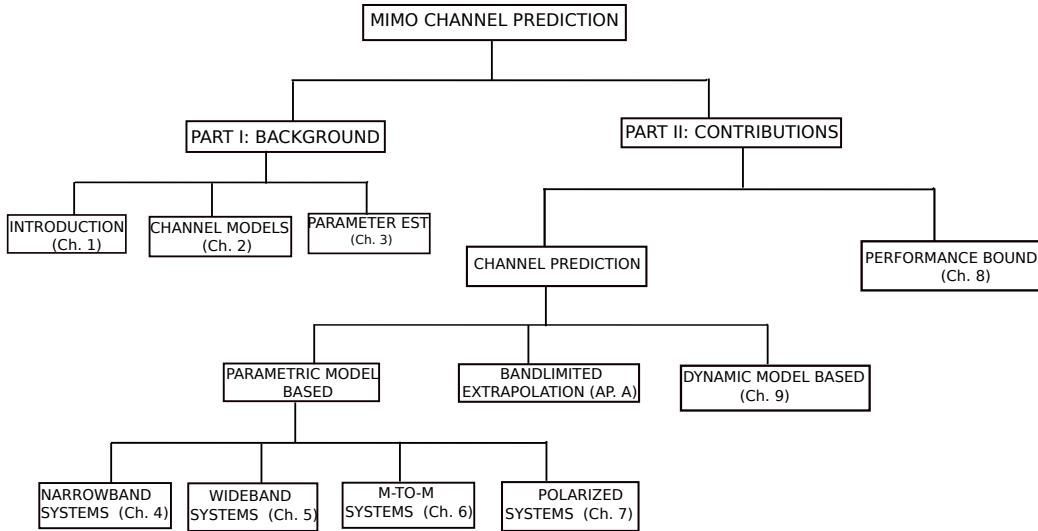 MIMO CHANNEL PREDICTION
PART I: BACKGROUND
PART II: CONTRIBUTIONS
INTRODUCTION
(Ch. 1)
CHANNEL MODELS
(Ch. 2)
PARAMETER EST
(Ch. 3)
CHANNEL PREDICTION
PERFORMANCE BOUND
(Ch. 8)
PARAMETRIC MODEL
BASED
BANDLIMITED
EXTRAPOLATION (AP. A)
DYNAMIC MODEL BASED
(Ch. 9)
NARROWBAND
SYSTEMS (Ch. 4)
WIDEBAND
SYSTEMS (Ch. 5)
M-TO-M
SYSTEMS (Ch. 6)
POLARIZED
SYSTEMS (Ch. 7)